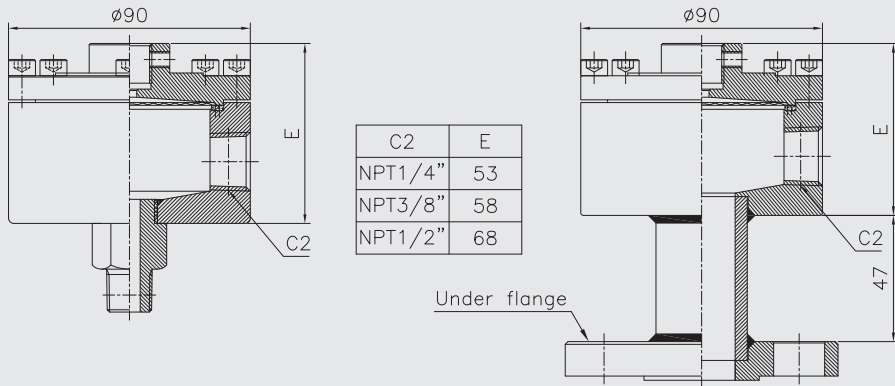 ø90
E
C2
C2 E
NPT1/4" 53
NPT3/8" 58
NPT1/2" 68
ø90
E
C2
47
Under flange